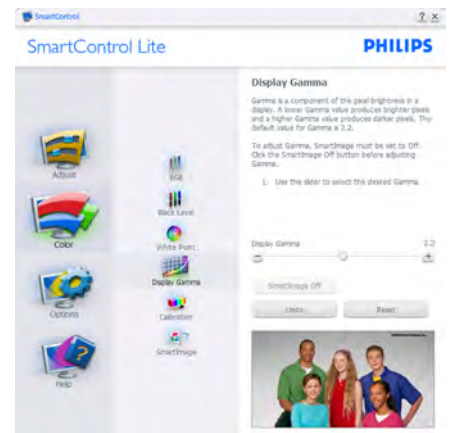 SmartControl
? X
SmartControl Lite
PHILIPS
Adjust
Color
Options
Help
RGB
Black Level
White Point
Display Gamma
Calibration
SmartImage
Display Gamma
Gamma is a component of the pixel brightness in a
display. A lower Gamma value produces brighter pixels
and a higher Gamma value produces darker pixels. The
default value for Gamma is 2.2.
To adjust Gamma, SmartImage must be set to Off.
Click the SmartImage Off button before adjusting
Gamma.
1. Use the slider to select the desired Gamma.
Display Gamma
2.2
SmartImage Off
Undo
Reset